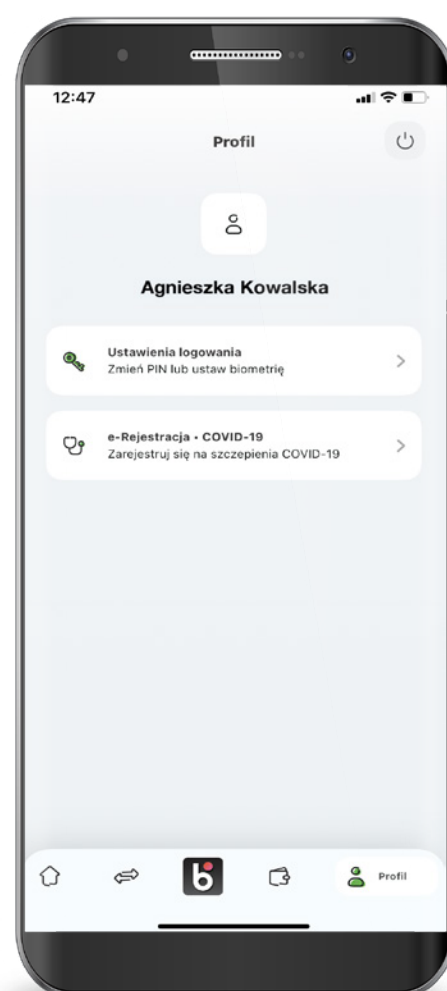 12:47
Profil
Agnieszka Kowalska
Ustawienia logowania
Zmień PIN lub ustaw biometrię
e-Rejestracja • COVID-19
Zarejestruj się na szczepienia COVID-19
b
Profil